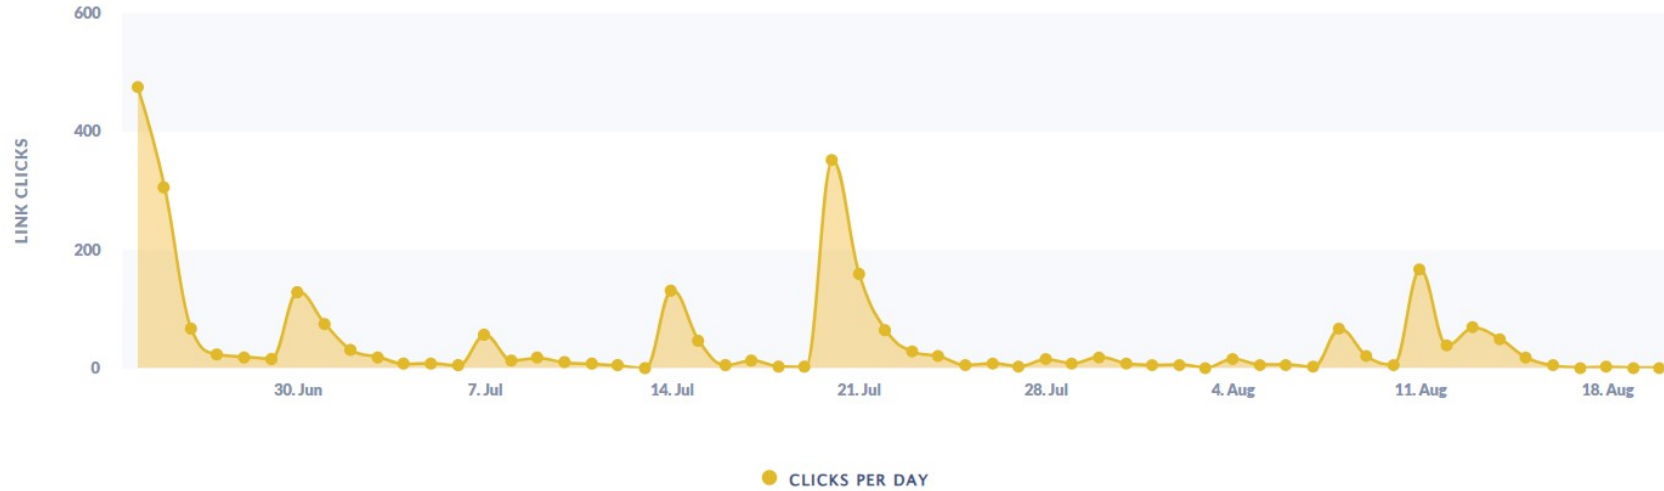 600
400
200
0
LINK CLICKS
30. Jun 7. Jul 14. Jul 21. Jul 28. Jul 4. Aug 11. Aug 18. Aug
CLICKS PER DAY